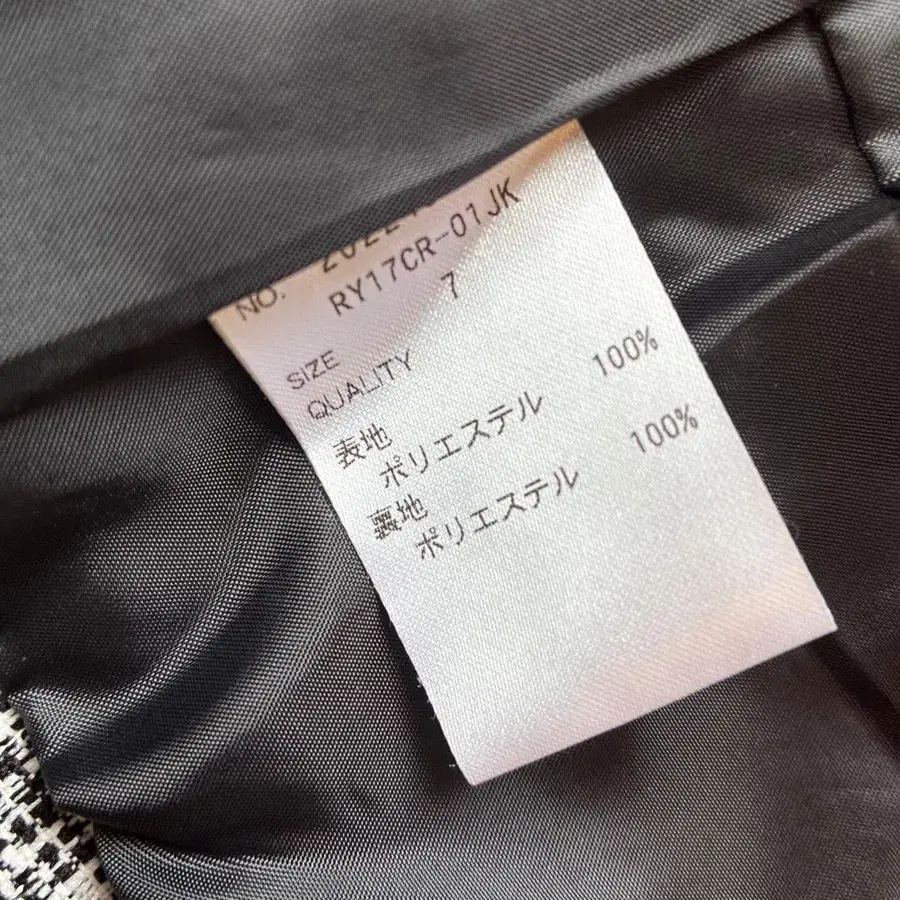 NO. 2022
RY17CR-01JK
SIZE 7
QUALITY
表地
ポリエステル 100%
裏地
ポリエステル 100%